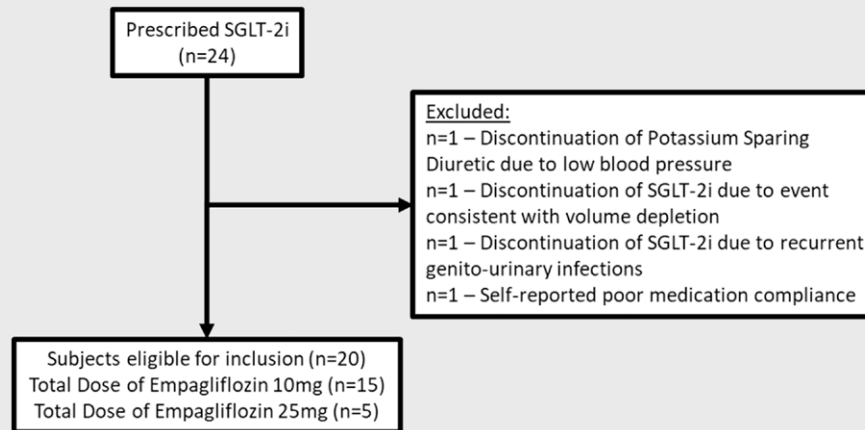 Prescribed SGLT-2i
(n=24)
Excluded:
n=1 – Discontinuation of Potassium Sparing
Diuretic due to low blood pressure
n=1 – Discontinuation of SGLT-2i due to event
consistent with volume depletion
n=1 – Discontinuation of SGLT-2i due to recurrent
genito-urinary infections
n=1 – Self-reported poor medication compliance
Subjects eligible for inclusion (n=20)
Total Dose of Empagliflozin 10mg (n=15)
Total Dose of Empagliflozin 25mg (n=5)